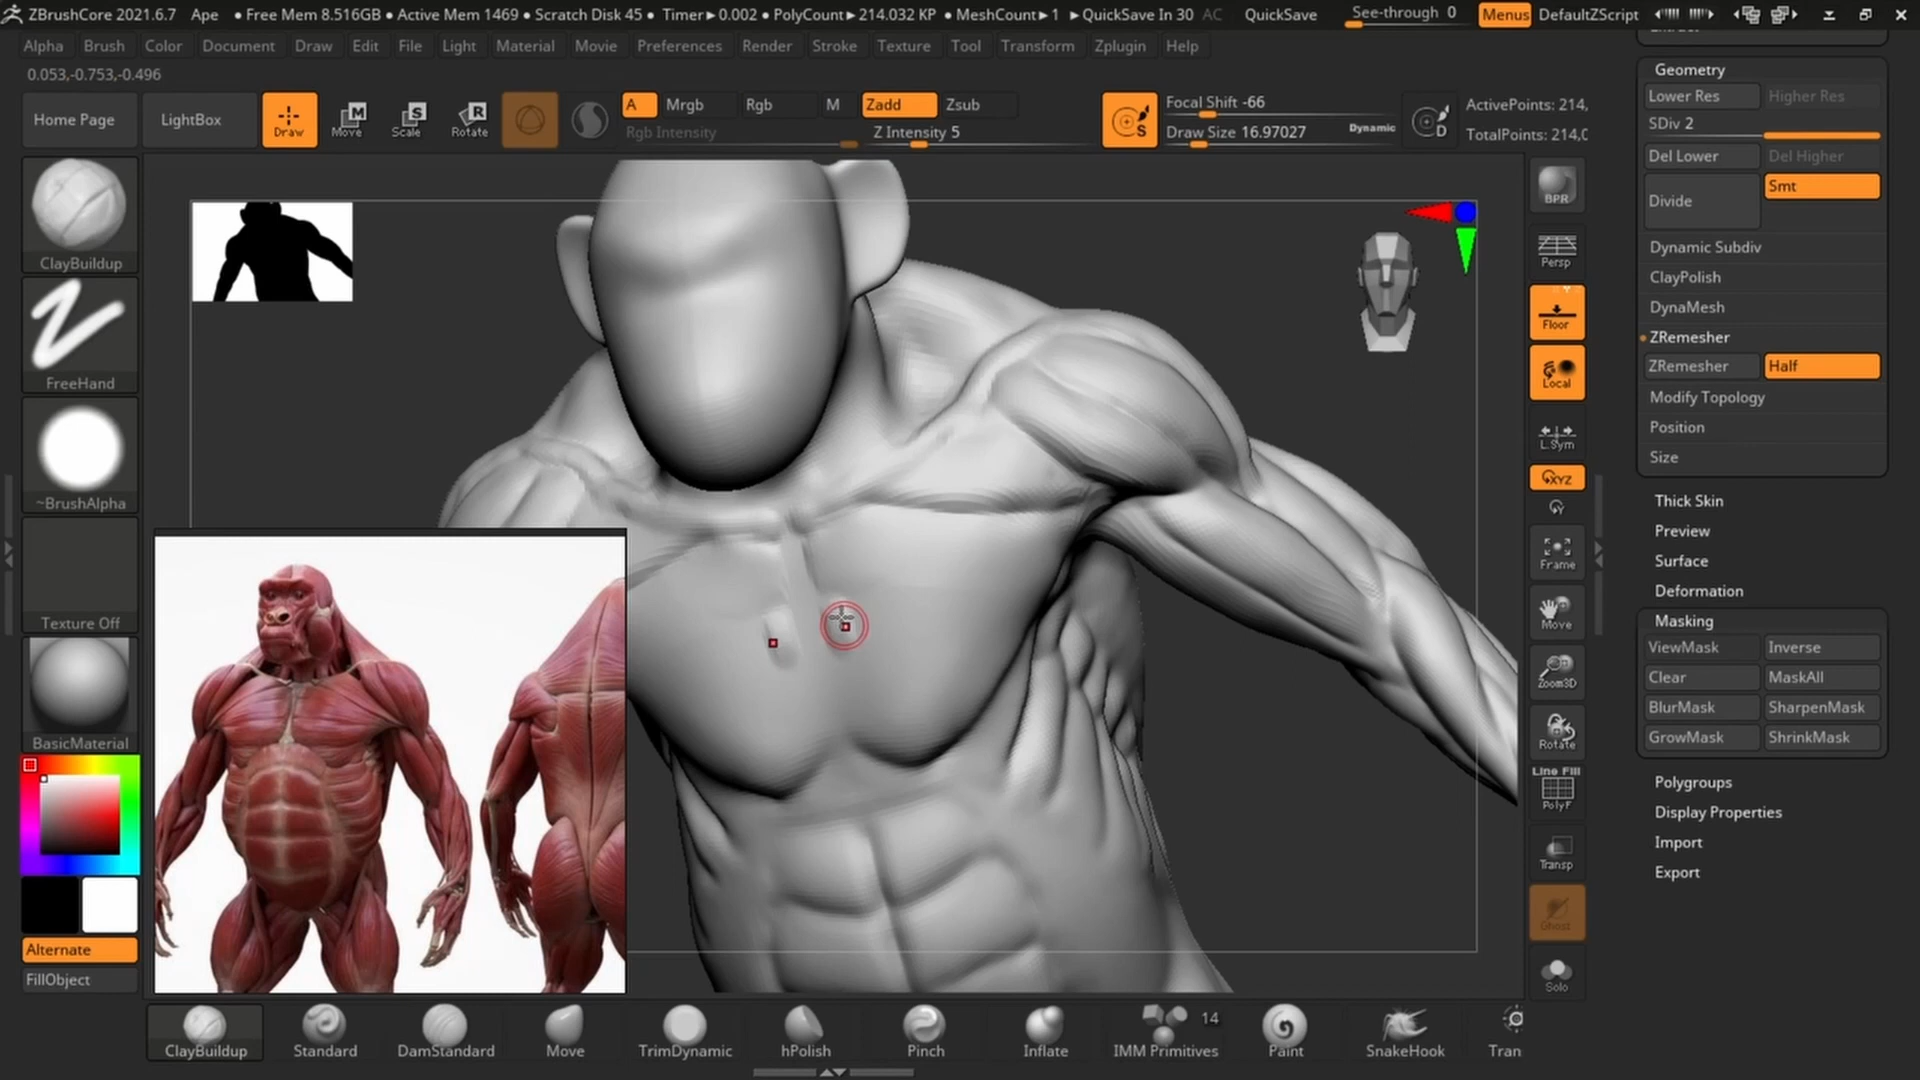 ZBrushCore 2021.6.7 Ape • Free Mem 8.516GB • Active Mem 1469 • Scratch Disk 45 • Timer▸0.002 • PolyCount▸214.032 KP • MeshCount▸1 ▸QuickSave In 30 AC QuickSave See-through 0 Menus DefaultZScript
Alpha Brush Color Document Draw Edit File Light Material Movie Preferences Render Stroke Texture Tool Transform Zplugin Help
0.053,-0.753,-0.496
Home Page LightBox Draw Move Scale Rotate
M S R
A Mrgb Rgb M Zadd Zsub
Rgb Intensity Z Intensity 5
S
Focal Shift -66
Draw Size 16.97027 Dynamic
D
ActivePoints: 214,
TotalPoints: 214,0
ClayBuildup
FreeHand
~BrushAlpha
Texture Off
BasicMaterial
Alternate
FillObject
BPR
Persp
Floor
Local
L.Sym
XYZ
Frame
Move
Zoom3D
Rotate
Line Fill
PolyF
Transp
Ghost
Solo
Geometry
Lower Res Higher Res
SDiv 2
Del Lower Del Higher
Divide Smt
Dynamic Subdiv
ClayPolish
DynaMesh
ZRemesher
ZRemesher Half
Modify Topology
Position
Size
Thick Skin
Preview
Surface
Deformation
Masking
ViewMask Inverse
Clear MaskAll
BlurMask SharpenMask
GrowMask ShrinkMask
Polygroups
Display Properties
Import
Export
14
ClayBuildup Standard DamStandard Move TrimDynamic hPolish Pinch Inflate IMM Primitives Paint SnakeHook Tran